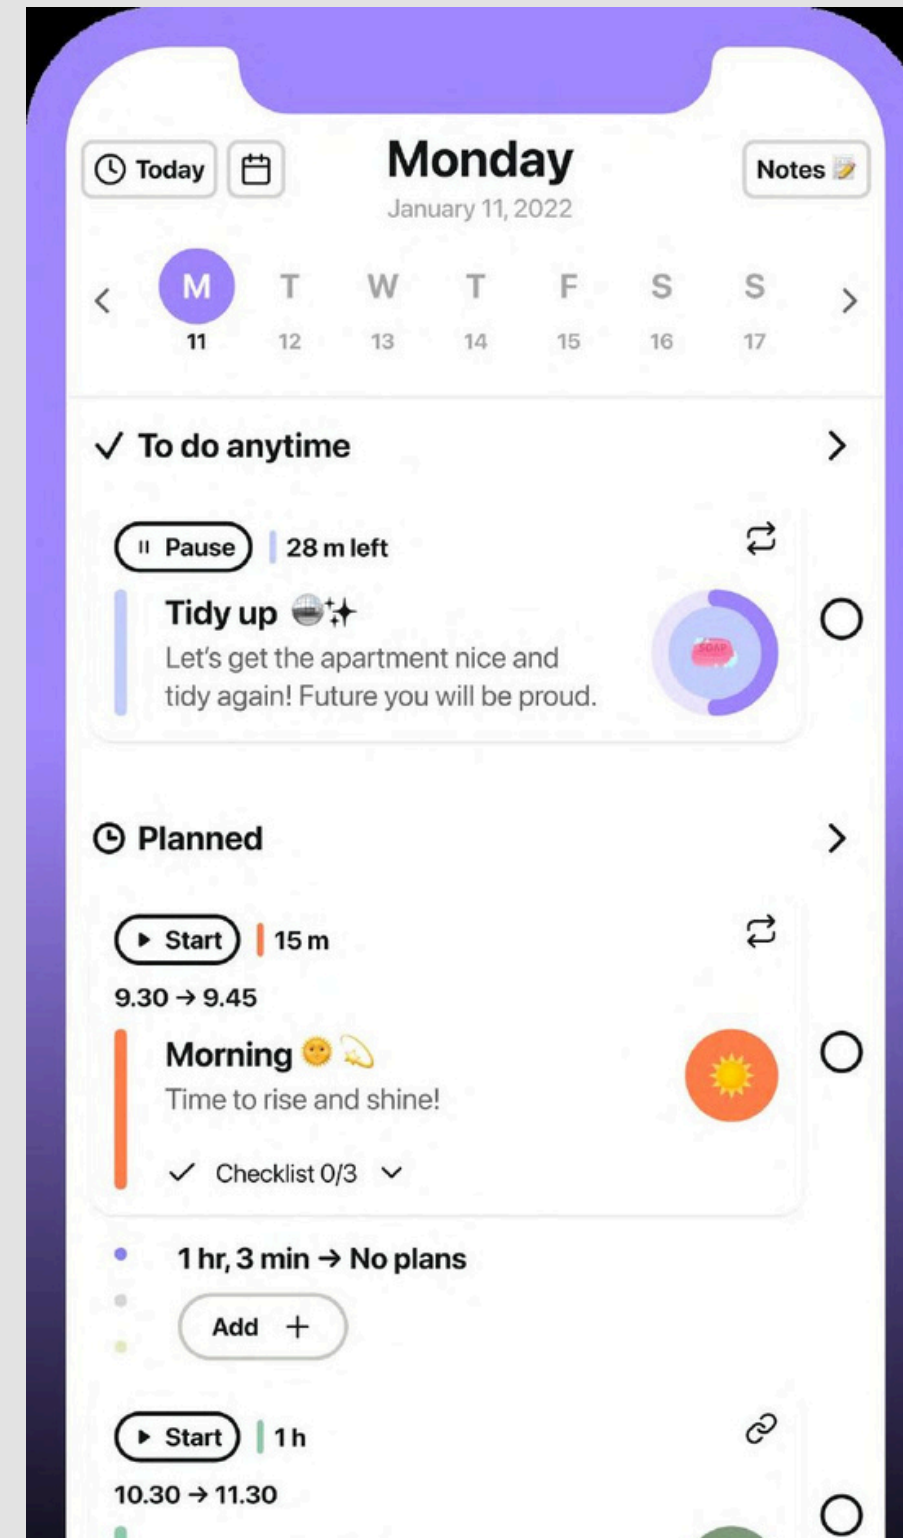 Today
Monday
Notes
January 11, 2022
M T W T F S S
11 12 13 14 15 16 17
To do anytime
Pause 28 m left
Tidy up
Let's get the apartment nice and
tidy again! Future you will be proud.
SOAP
Planned
Start 15 m
9.30 → 9.45
Morning
Time to rise and shine!
Checklist 0/3
1 hr, 3 min → No plans
Add +
Start 1 h
10.30 → 11.30